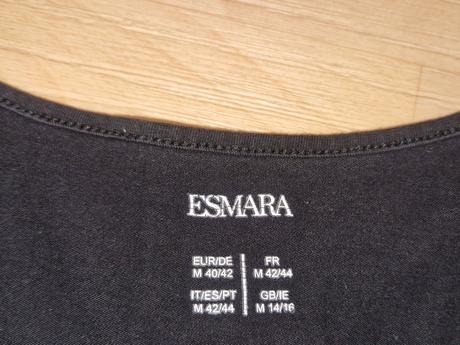 ESMARA
EUR/DE FR
M 40/42 M 42/44
IT/ES/PT GB/IE
M 42/44 M 14/16